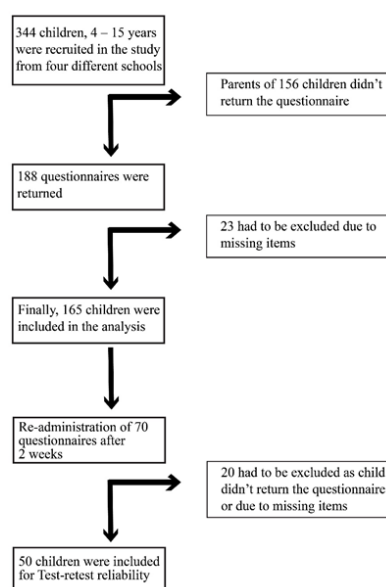 344 children, 4 – 15 years
were recruited in the study
from four different schools
Parents of 156 children didn't
return the questionnaire
188 questionnaires were
returned
23 had to be excluded due to
missing items
Finally, 165 children were
included in the analysis
Re-administration of 70
questionnaires after
2 weeks
20 had to be excluded as child
didn't return the questionnaire
or due to missing items
50 children were included
for Test-retest reliability